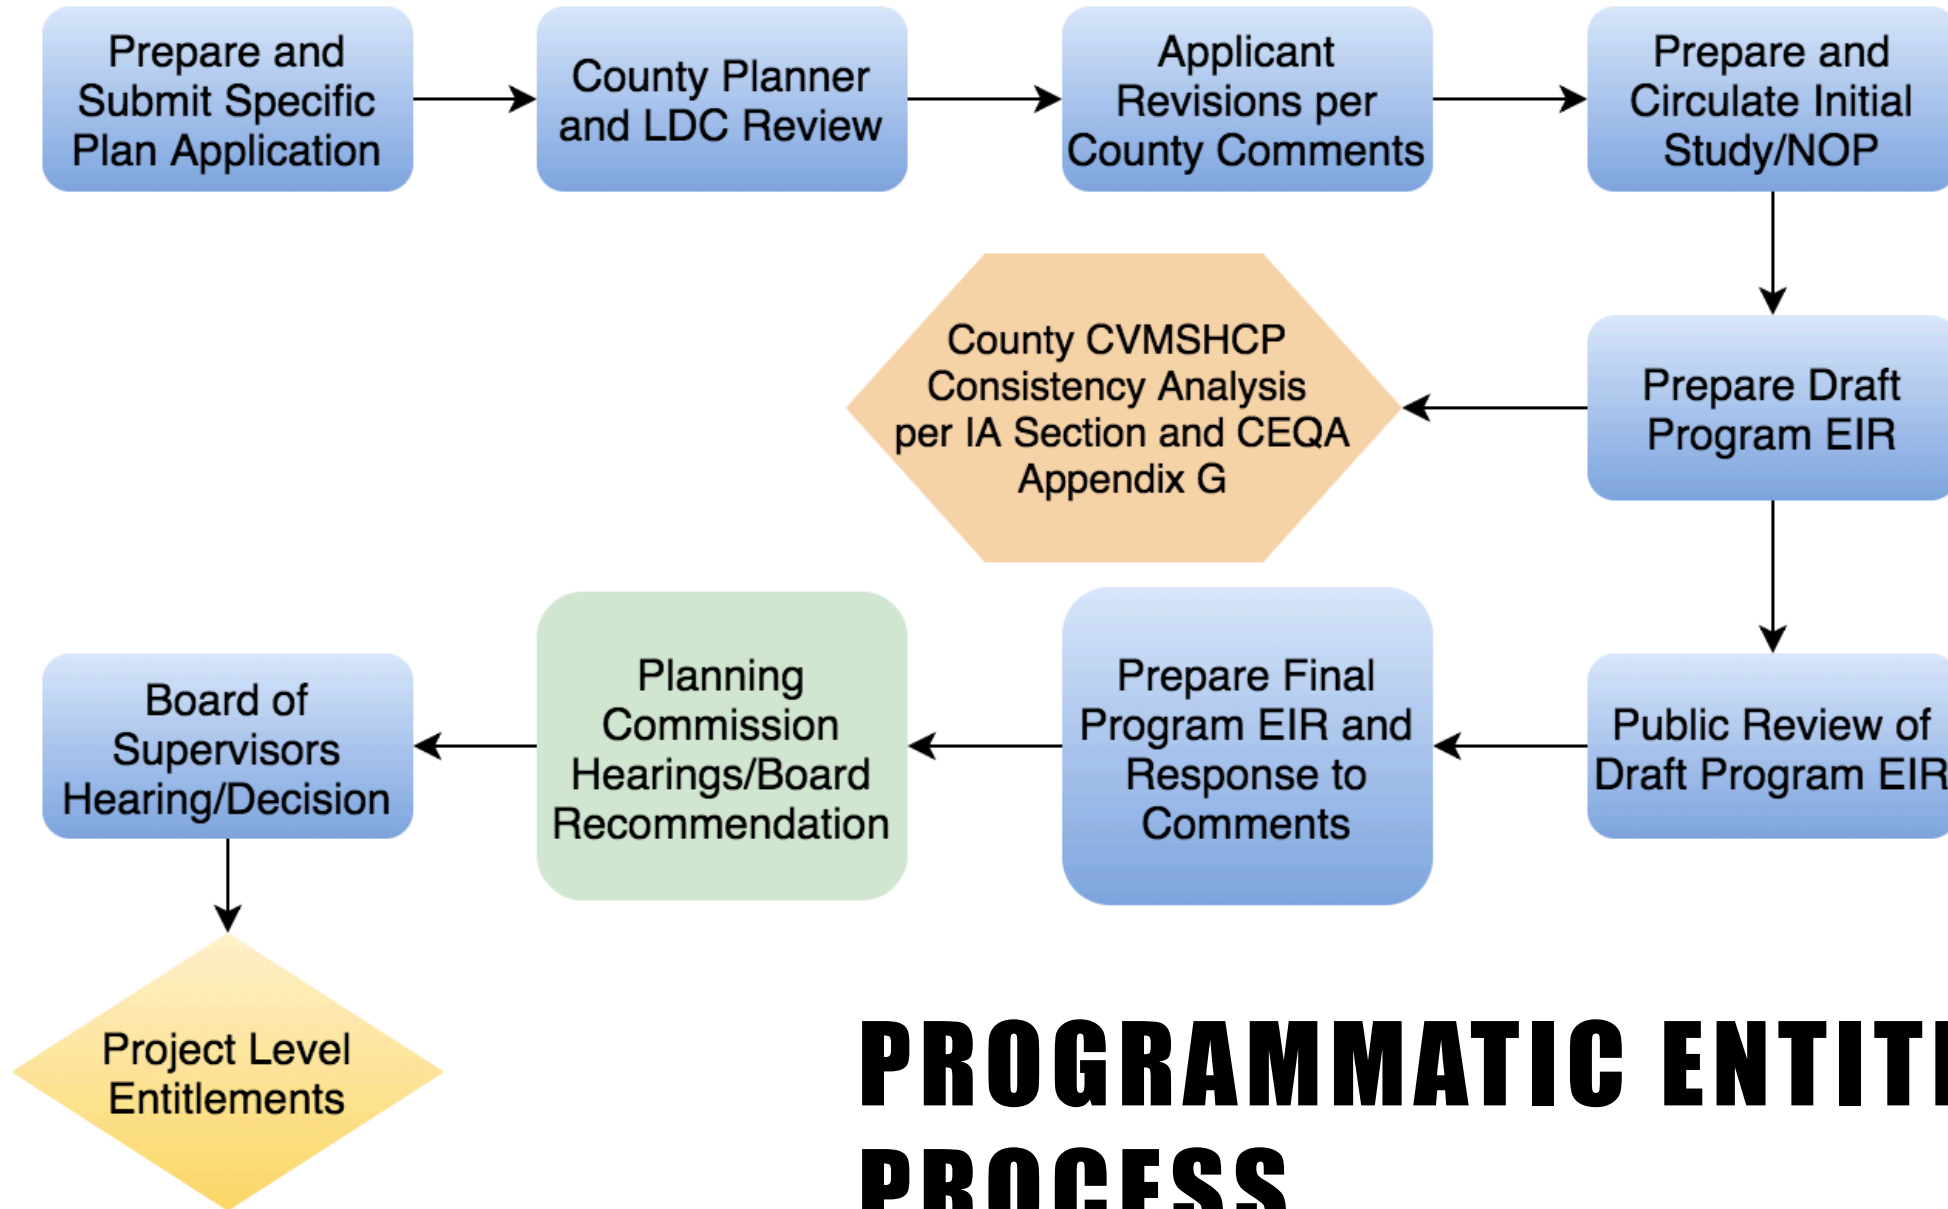 Prepare and
Submit Specific
Plan Application
County Planner
and LDC Review
Applicant
Revisions per
County Comments
Prepare and
Circulate Initial
Study/NOP
County CVMSHCP
Consistency Analysis
per IA Section and CEQA
Appendix G
Prepare Draft
Program EIR
Board of
Supervisors
Hearing/Decision
Planning
Commission
Hearings/Board
Recommendation
Prepare Final
Program EIR and
Response to
Comments
Public Review of
Draft Program EIR
Project Level
Entitlements
PROGRAMMATIC
PROCESS